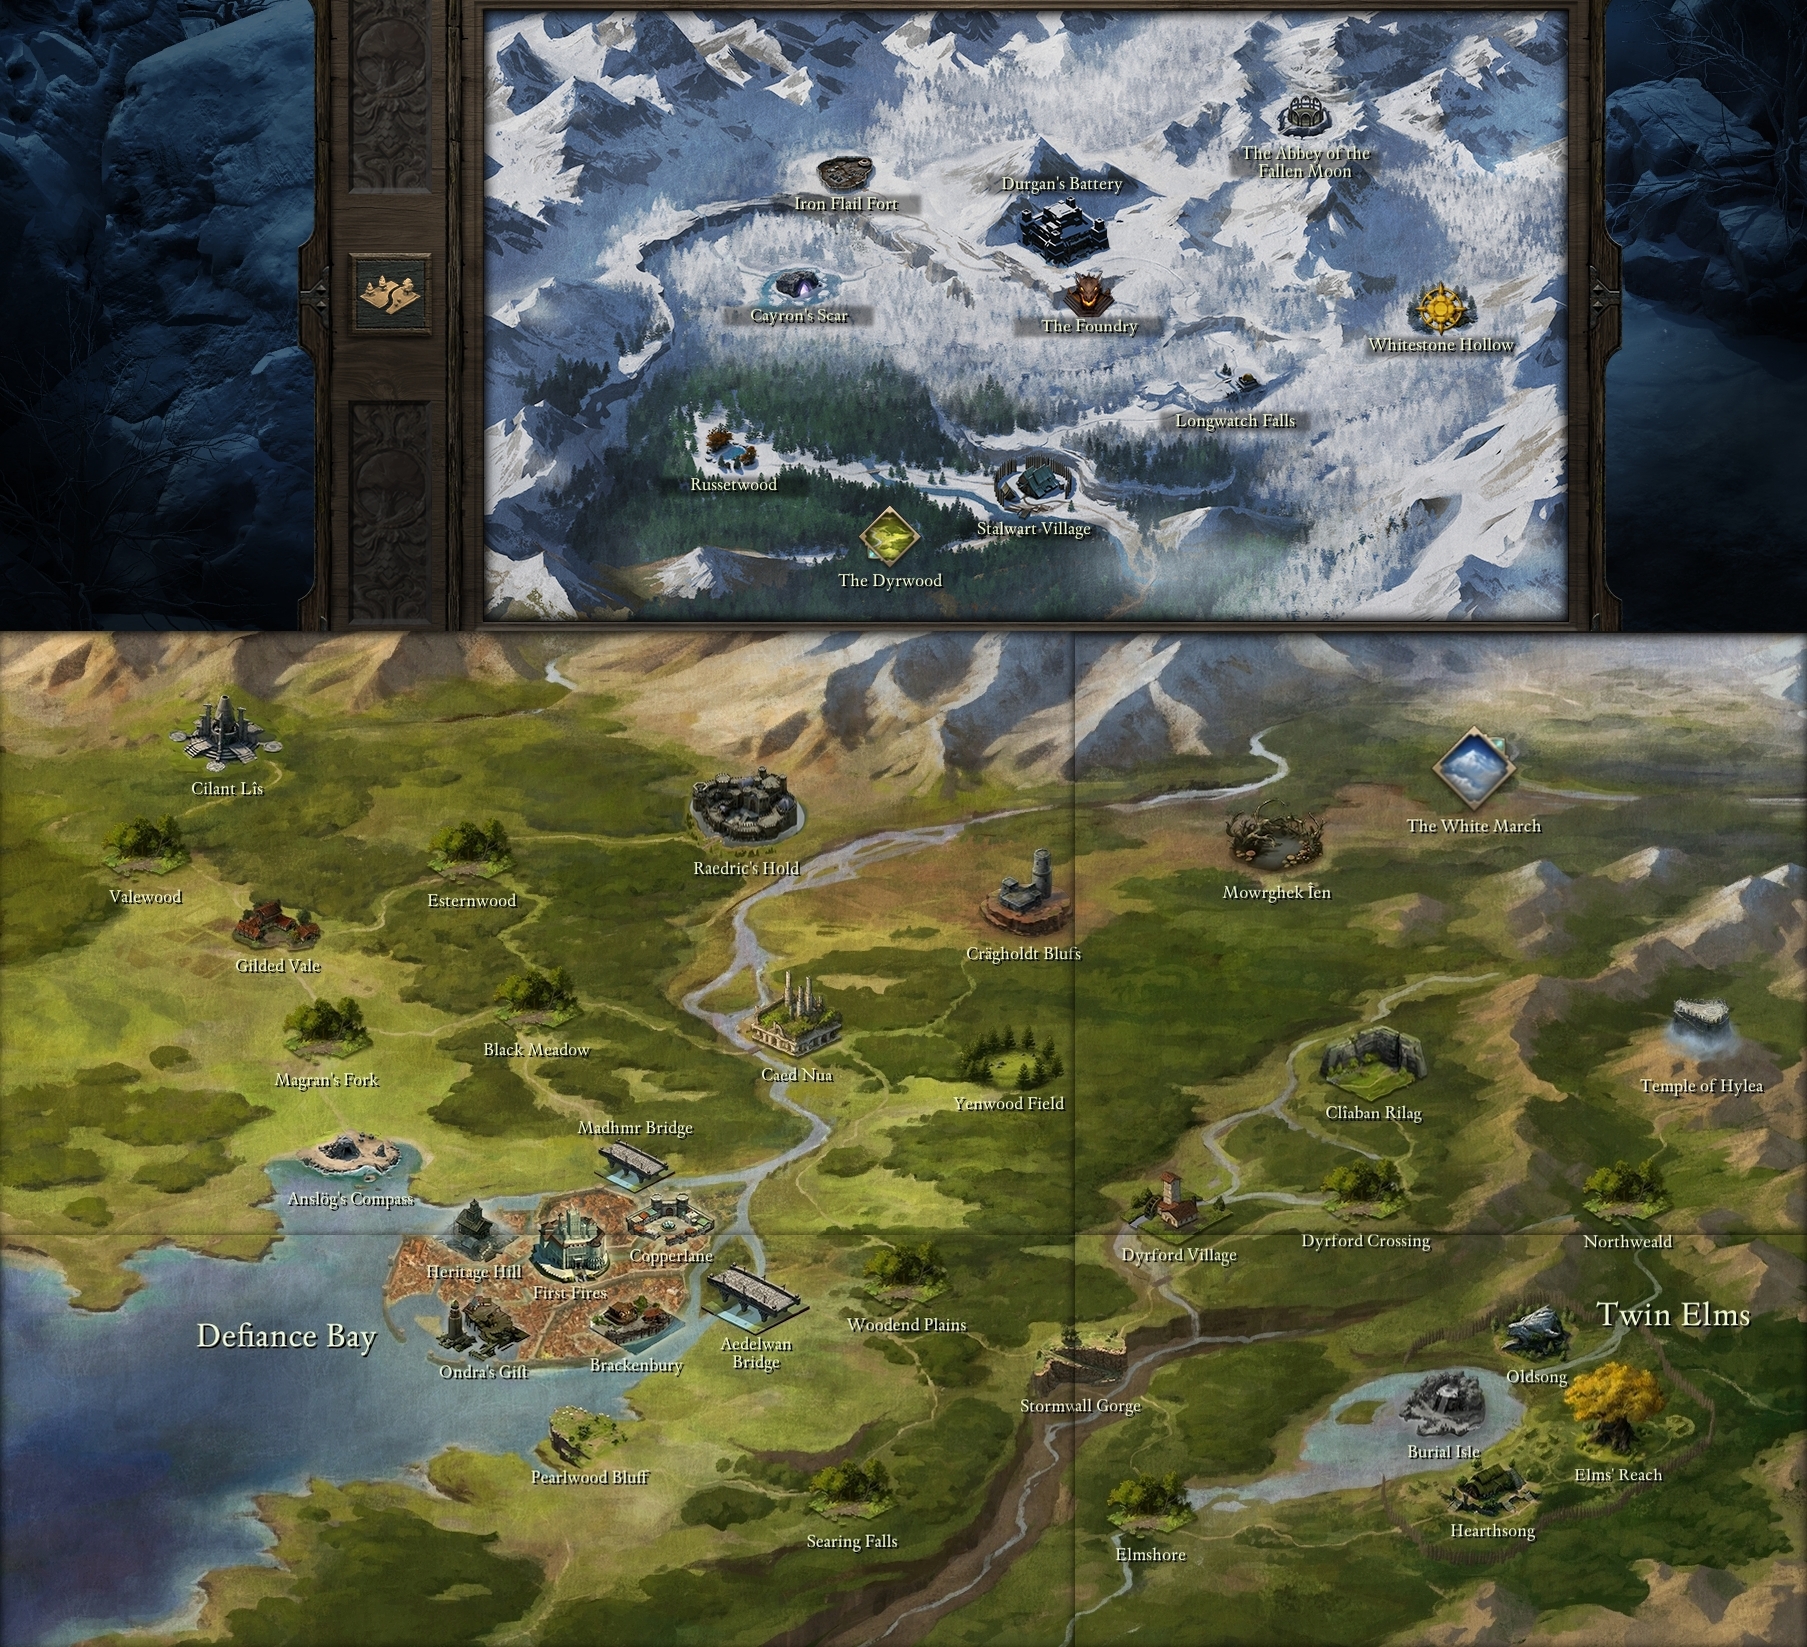 The Abbey of the
Fallen Moon
Durgan's Battery
Iron Flail Fort
Cayron's Scar
The Foundry
Whitestone Hollow
Longwatch Falls
Russetwood
Stalwart Village
The Dyrwood
Cilant Lîs
The White March
Raedric's Hold
Valewood
Esternwood
Mowrghek Îen
Gilded Vale
Crägholdt Blufs
Black Meadow
Magran's Fork
Caed Nua
Yenwood Field
Temple of Hylea
Clîaban Rilag
Madhmr Bridge
Anslög's Compass
Copperlane
Heritage Hill
First Fires
Dyrford Village
Dyrford Crossing
Northweald
Defiance Bay
Twin Elms
Woodend Plains
Aedelwan
Bridge
Ondra's Gift
Brackenbury
Oldsong
Stormwall Gorge
Burial Isle
Elms' Reach
Pearlwood Bluff
Searing Falls
Hearthsong
Elmshore